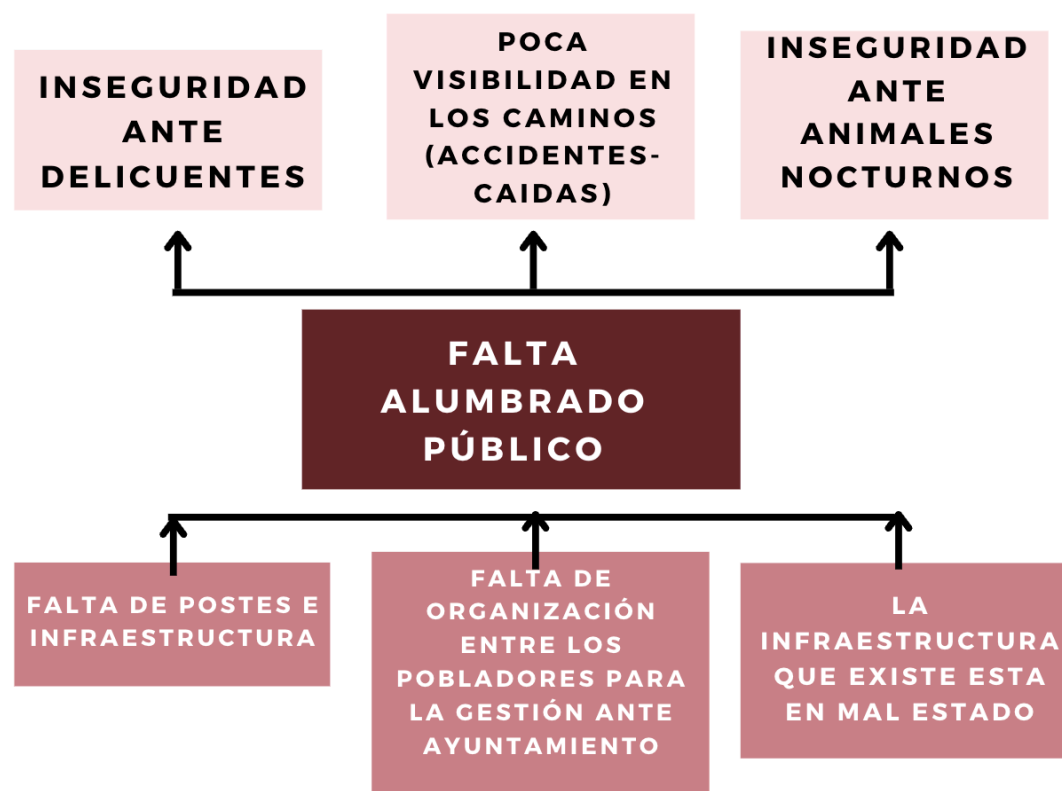 INSEGURIDAD
ANTE
DELICUENTES
POCA
VISIBILIDAD EN
LOS CAMINOS
(ACCIDENTES-
CAIDAS)
INSEGURIDAD
ANTE
ANIMALES
NOCTURNOS
FALTA
ALUMBRADO
PÚBLICO
FALTA DE POSTES E
INFRAESTRUCTURA
FALTA DE
ORGANIZACIÓN
ENTRE LOS
POBLADORES PARA
LA GESTIÓN ANTE
AYUNTAMIENTO
LA
INFRAESTRUCTURA
QUE EXISTE ESTA
EN MAL ESTADO